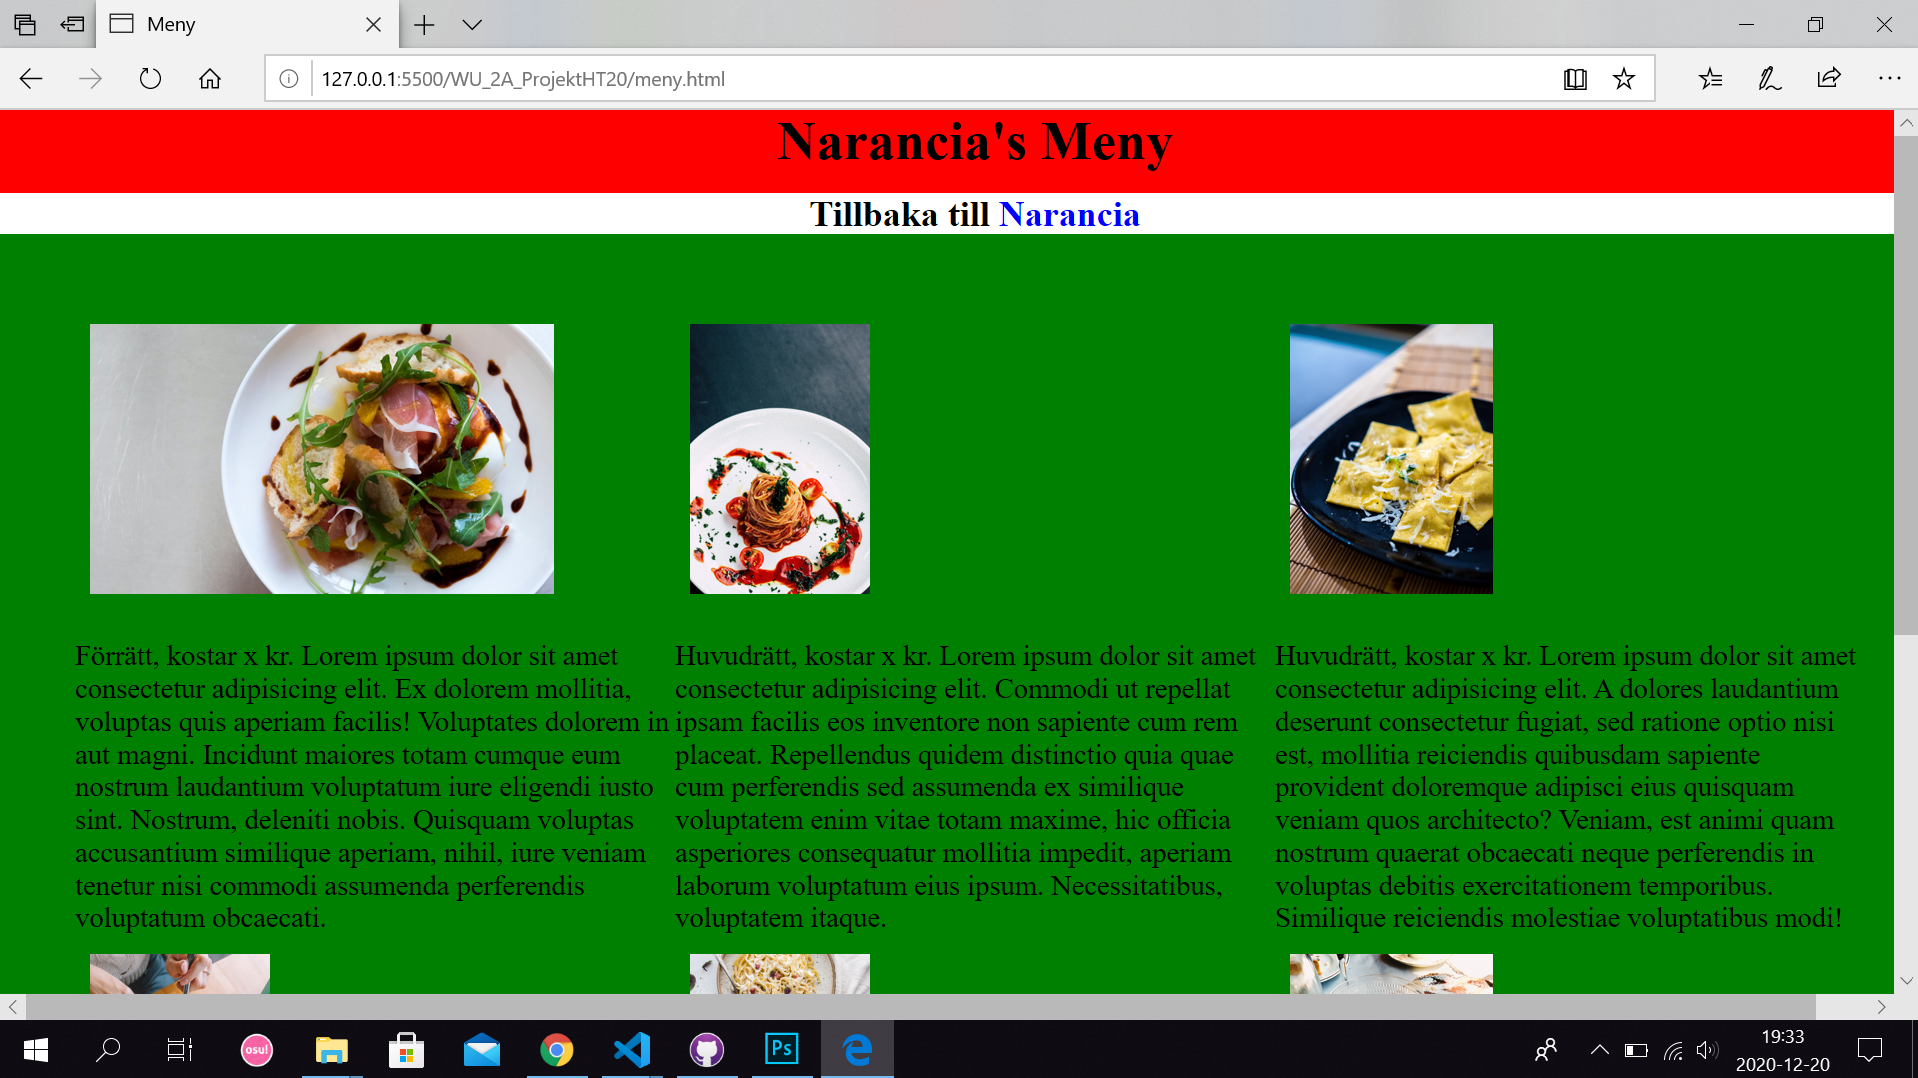 Meny
127.0.0.1:5500/WU_2A_ProjektHT20/meny.html
Narancia's Meny
Tillbaka till Narancia
Förrätt, kostar x kr. Lorem ipsum dolor sit amet
consectetur adipisicing elit. Ex dolorem mollitia,
voluptas quis aperiam facilis! Voluptates dolorem in
aut magni. Incidunt maiores totam cumque eum
nostrum laudantium voluptatum iure eligendi iusto
sint. Nostrum, deleniti nobis. Quisquam voluptas
accusantium similique aperiam, nihil, iure veniam
tenetur nisi commodi assumenda perferendis
voluptatum obcaecati.
Huvudrätt, kostar x kr. Lorem ipsum dolor sit amet
consectetur adipisicing elit. Commodi ut repellat
ipsam facilis eos inventore non sapiente cum rem
placeat. Repellendus quidem distinctio quia quae
cum perferendis sed assumenda ex similique
voluptatem enim vitae totam maxime, hic officia
asperiores consequatur mollitia impedit, aperiam
laborum voluptatum eius ipsum. Necessitatibus,
voluptatem itaque.
Huvudrätt, kostar x kr. Lorem ipsum dolor sit amet
consectetur adipisicing elit. A dolores laudantium
deserunt consectetur fugiat, sed ratione optio nisi
est, mollitia reiciendis quibusdam sapiente
provident doloremque adipisci eius quisquam
veniam quos architecto? Veniam, est animi quam
nostrum quaerat obcaecati neque perferendis in
voluptas debitis exercitationem temporibus.
Similique reiciendis molestiae voluptatibus modi!
osu!
Ps
19:33
2020-12-20